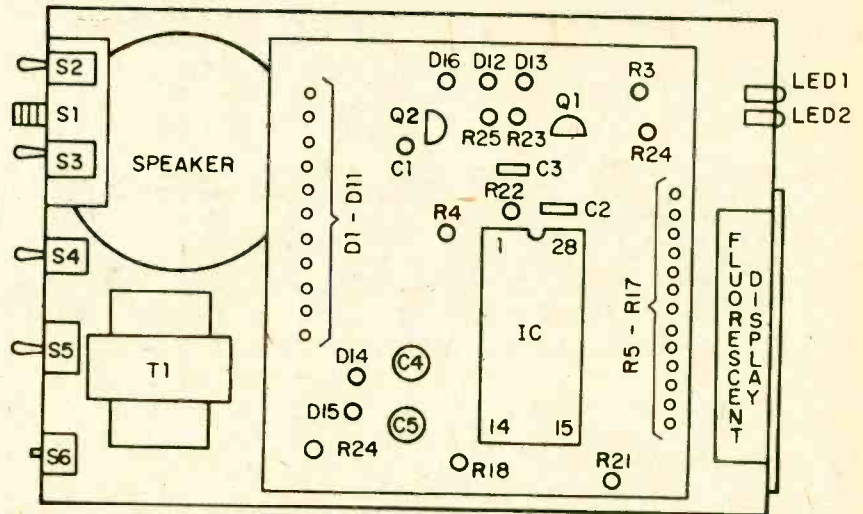 S2
S1
S3
S4
S5
S6
SPEAKER
T1
D1 - D11
D16
D12
D13
Q2
C1
R25
R23
Q1
R3
R24
LED1
LED2
C3
R22
C2
R4
1
28
IC
14
15
R5 - R17
FLUORESCENT
DISPLAY
D14
C4
D15
C5
R24
R18
R21